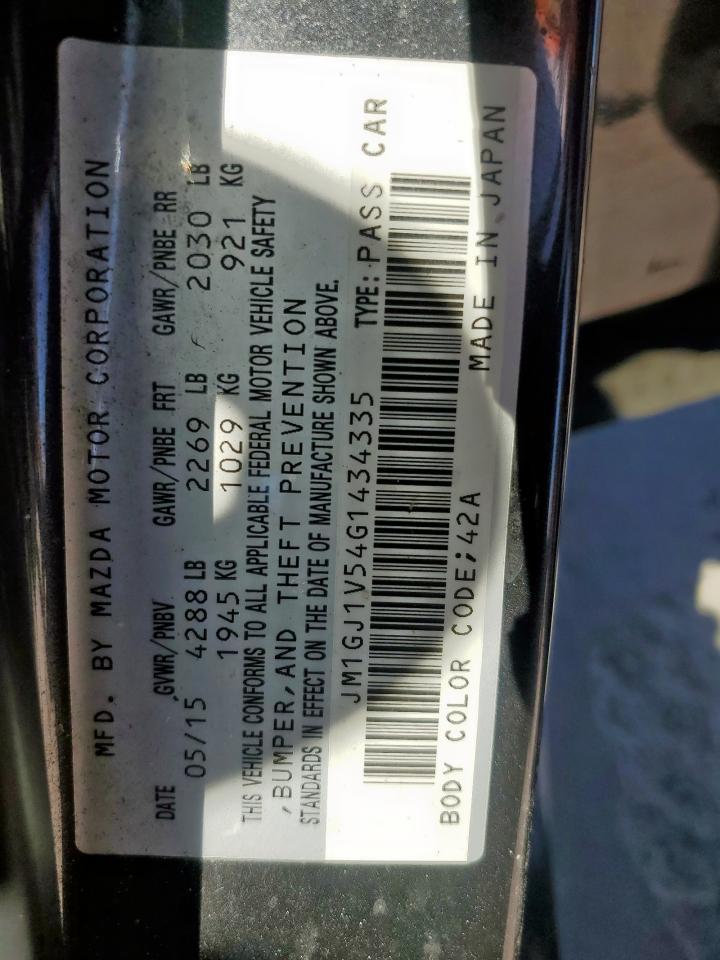 MFD. BY MAZDA MOTOR CORPORATION
DATE GVWR/PNBV GAWR/PNBE FRT GAWR/PNBE RR
05/15 4288 LB 2269 LB 2030 LB
1945 KG 1029 KG 921 KG
THIS VEHICLE CONFORMS TO ALL APPLICABLE FEDERAL MOTOR VEHICLE SAFETY
,BUMPER,AND THEFT PREVENTION
STANDARDS IN EFFECT ON THE DATE OF MANUFACTURE SHOWN ABOVE.
JM1GJ1V54G1434335 TYPE: PASS CAR
BODY COLOR CODE;42A MADE IN JAPAN